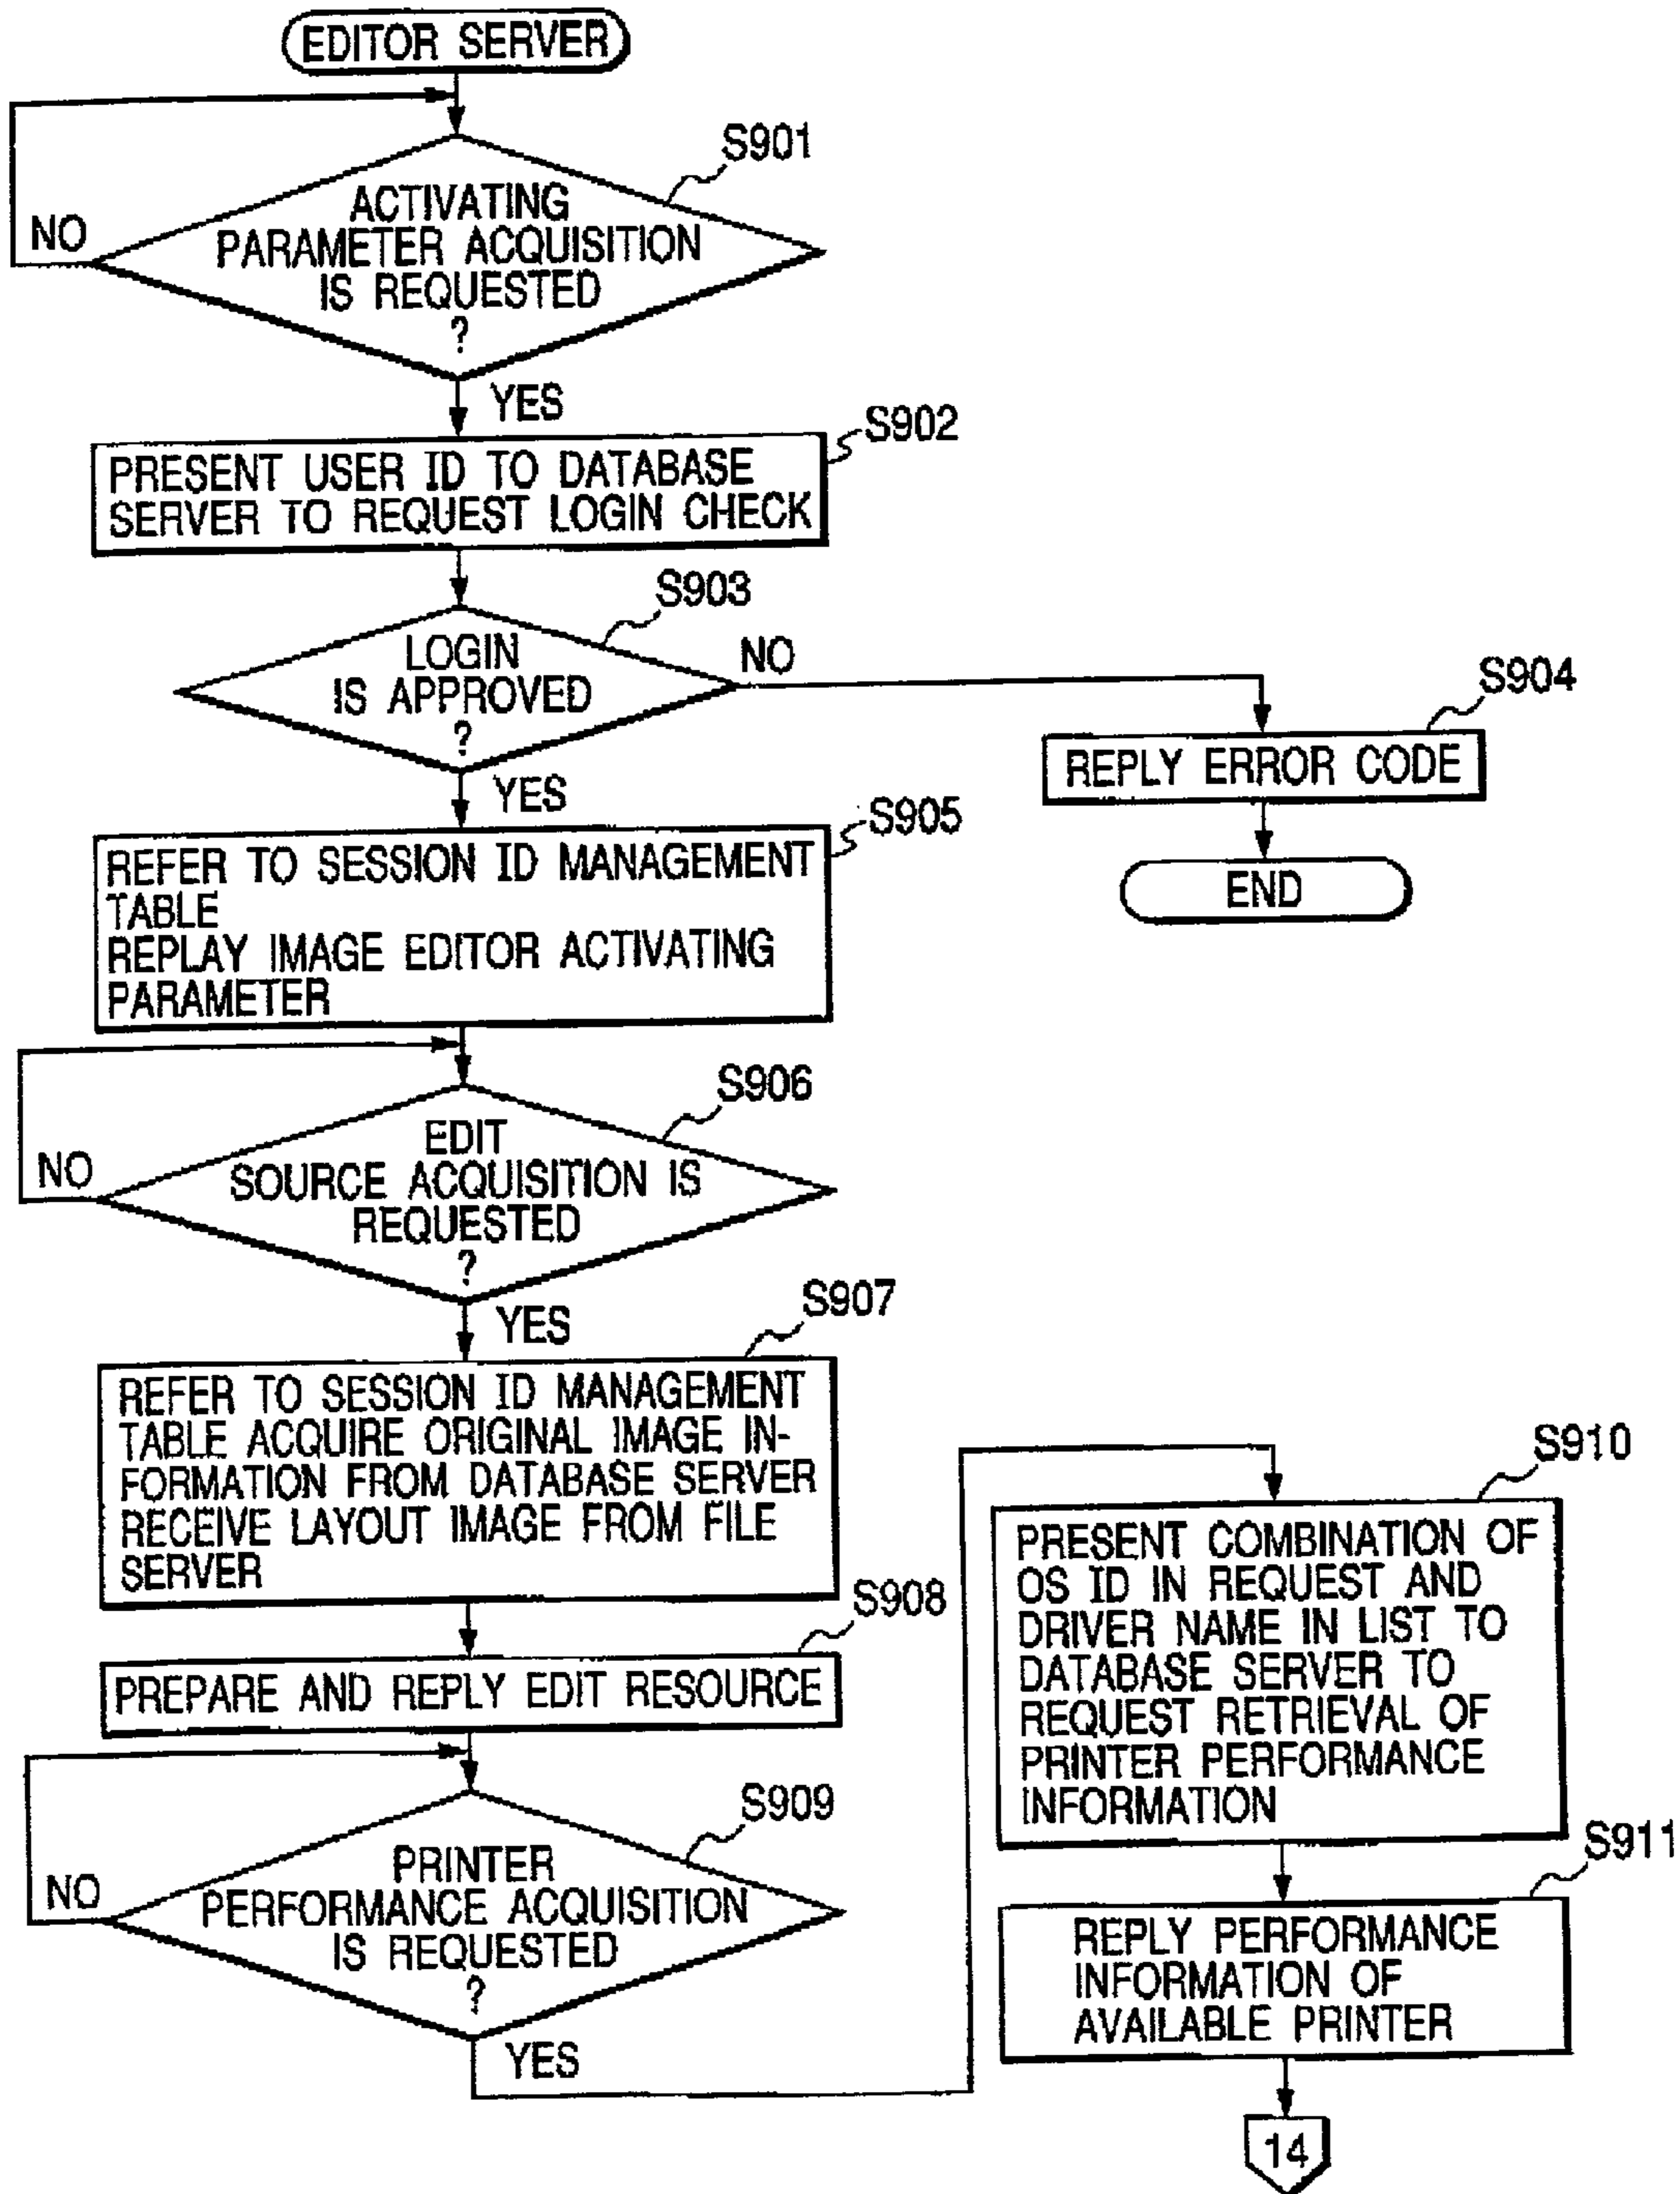 EDITOR SERVER
S901
ACTIVATING
PARAMETER ACQUISITION
IS REQUESTED
?
NO
YES
S902
PRESENT USER ID TO DATABASE
SERVER TO REQUEST LOGIN CHECK
S903
LOGIN
IS APPROVED
?
NO
YES
S904
REPLY ERROR CODE
END
S905
REFER TO SESSION ID MANAGEMENT
TABLE
REPLAY IMAGE EDITOR ACTIVATING
PARAMETER
S906
EDIT
SOURCE ACQUISITION IS
REQUESTED
?
NO
YES
S907
REFER TO SESSION ID MANAGEMENT
TABLE ACQUIRE ORIGINAL IMAGE IN-
FORMATION FROM DATABASE SERVER
RECEIVE LAYOUT IMAGE FROM FILE
SERVER
S908
PREPARE AND REPLY EDIT RESOURCE
S909
PRINTER
PERFORMANCE ACQUISITION
IS REQUESTED
?
NO
YES
S910
PRESENT COMBINATION OF
OS ID IN REQUEST AND
DRIVER NAME IN LIST TO
DATABASE SERVER TO
REQUEST RETRIEVAL OF
PRINTER PERFORMANCE
INFORMATION
S911
REPLY PERFORMANCE
INFORMATION OF
AVAILABLE PRINTER
14